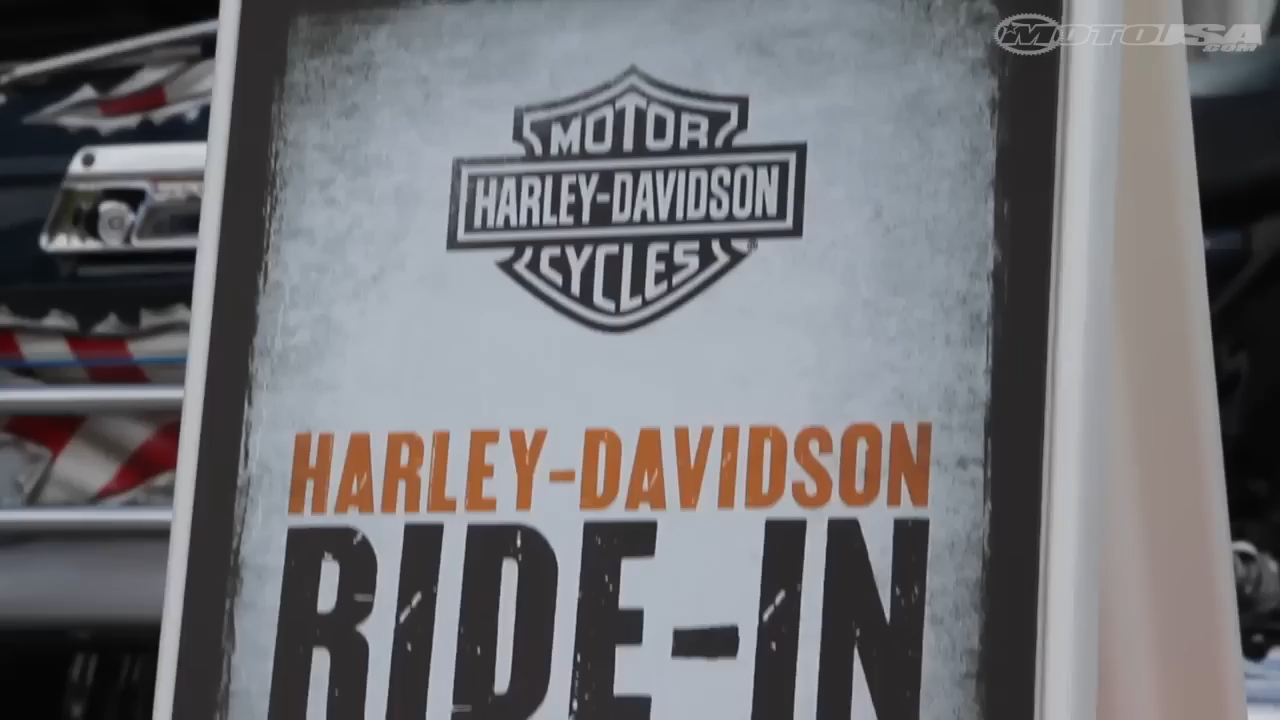 MOTOUSA
.COM
MOTOR
HARLEY-DAVIDSON
CYCLES
HARLEY-DAVIDSON
RIDE-IN